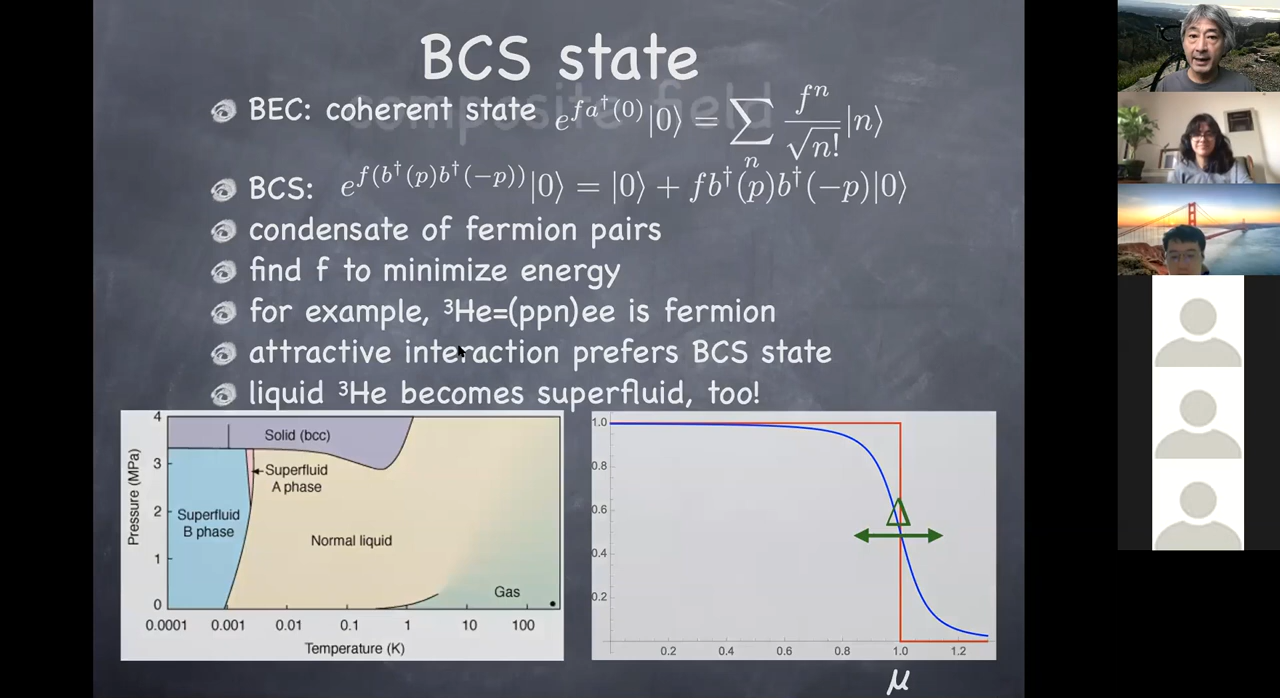 BCS state
composite field
BEC: coherent state e^{fa†(0)}|0⟩ = ∑_n f^n/√n! |n⟩
BCS: e^{f(b†(p)b†(−p))}|0⟩ = |0⟩ + fb†(p)b†(−p)|0⟩
condensate of fermion pairs
find f to minimize energy
for example, ³He=(ppn)ee is fermion
attractive interaction prefers BCS state
liquid ³He becomes superfluid, too!
Pressure (MPa)
4
3
2
1
0
Solid (bcc)
Superfluid
A phase
Superfluid
B phase
Normal liquid
Gas
0.0001 0.001 0.01 0.1 1 10 100
Temperature (K)
1.0
0.8
0.6
0.4
0.2
Δ
0.2 0.4 0.6 0.8 1.0 1.2
μ